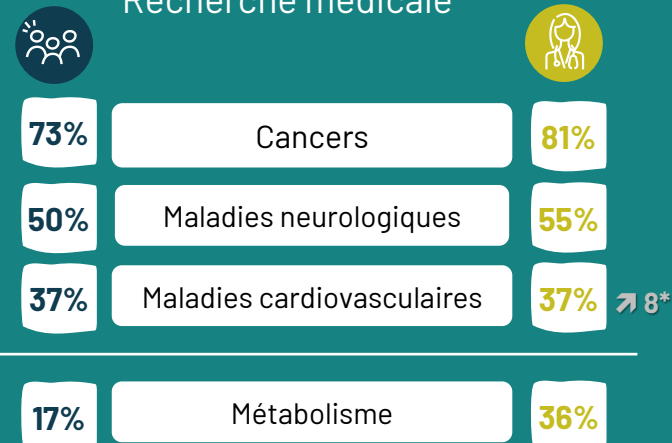 Recherche médicale
73% Cancers 81%
50% Maladies neurologiques 55%
37% Maladies cardiovasculaires 37% ↗ 8*
17% Métabolisme 36%